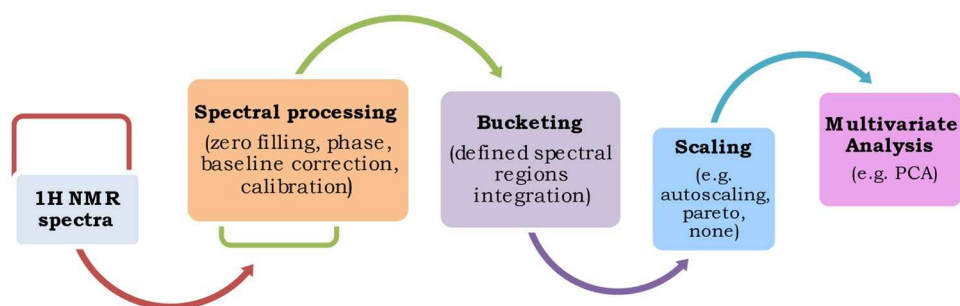 1H NMR
spectra
Spectral processing
(zero filling, phase,
baseline correction,
calibration)
Bucketing
(defined spectral
regions
integration)
Scaling
(e.g.
autoscaling,
pareto,
none)
Multivariate
Analysis
(e.g. PCA)